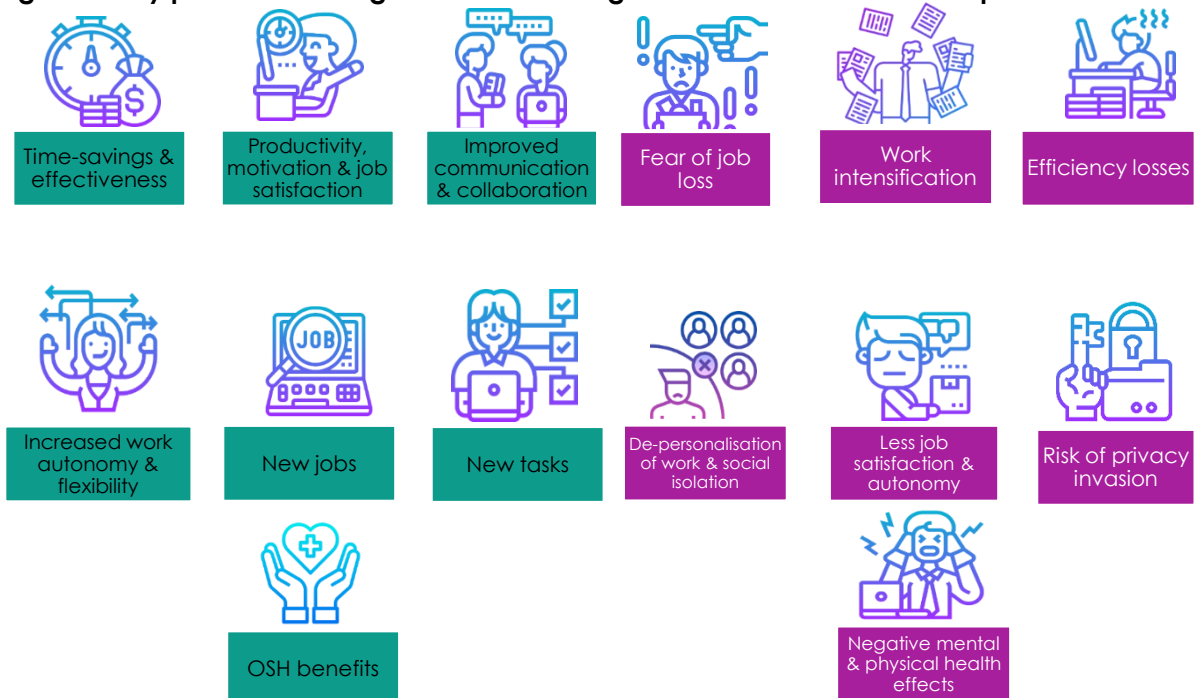 Time-savings &
effectiveness
Productivity,
motivation & job
satisfaction
Improved
communication
& collaboration
Fear of job
loss
Work
intensification
Efficiency losses
JOB
Increased work
autonomy &
flexibility
New jobs
New tasks
De-personalisation
of work & social
isolation
Less job
satisfaction &
autonomy
Risk of privacy
invasion
OSH benefits
Negative mental
& physical health
effects